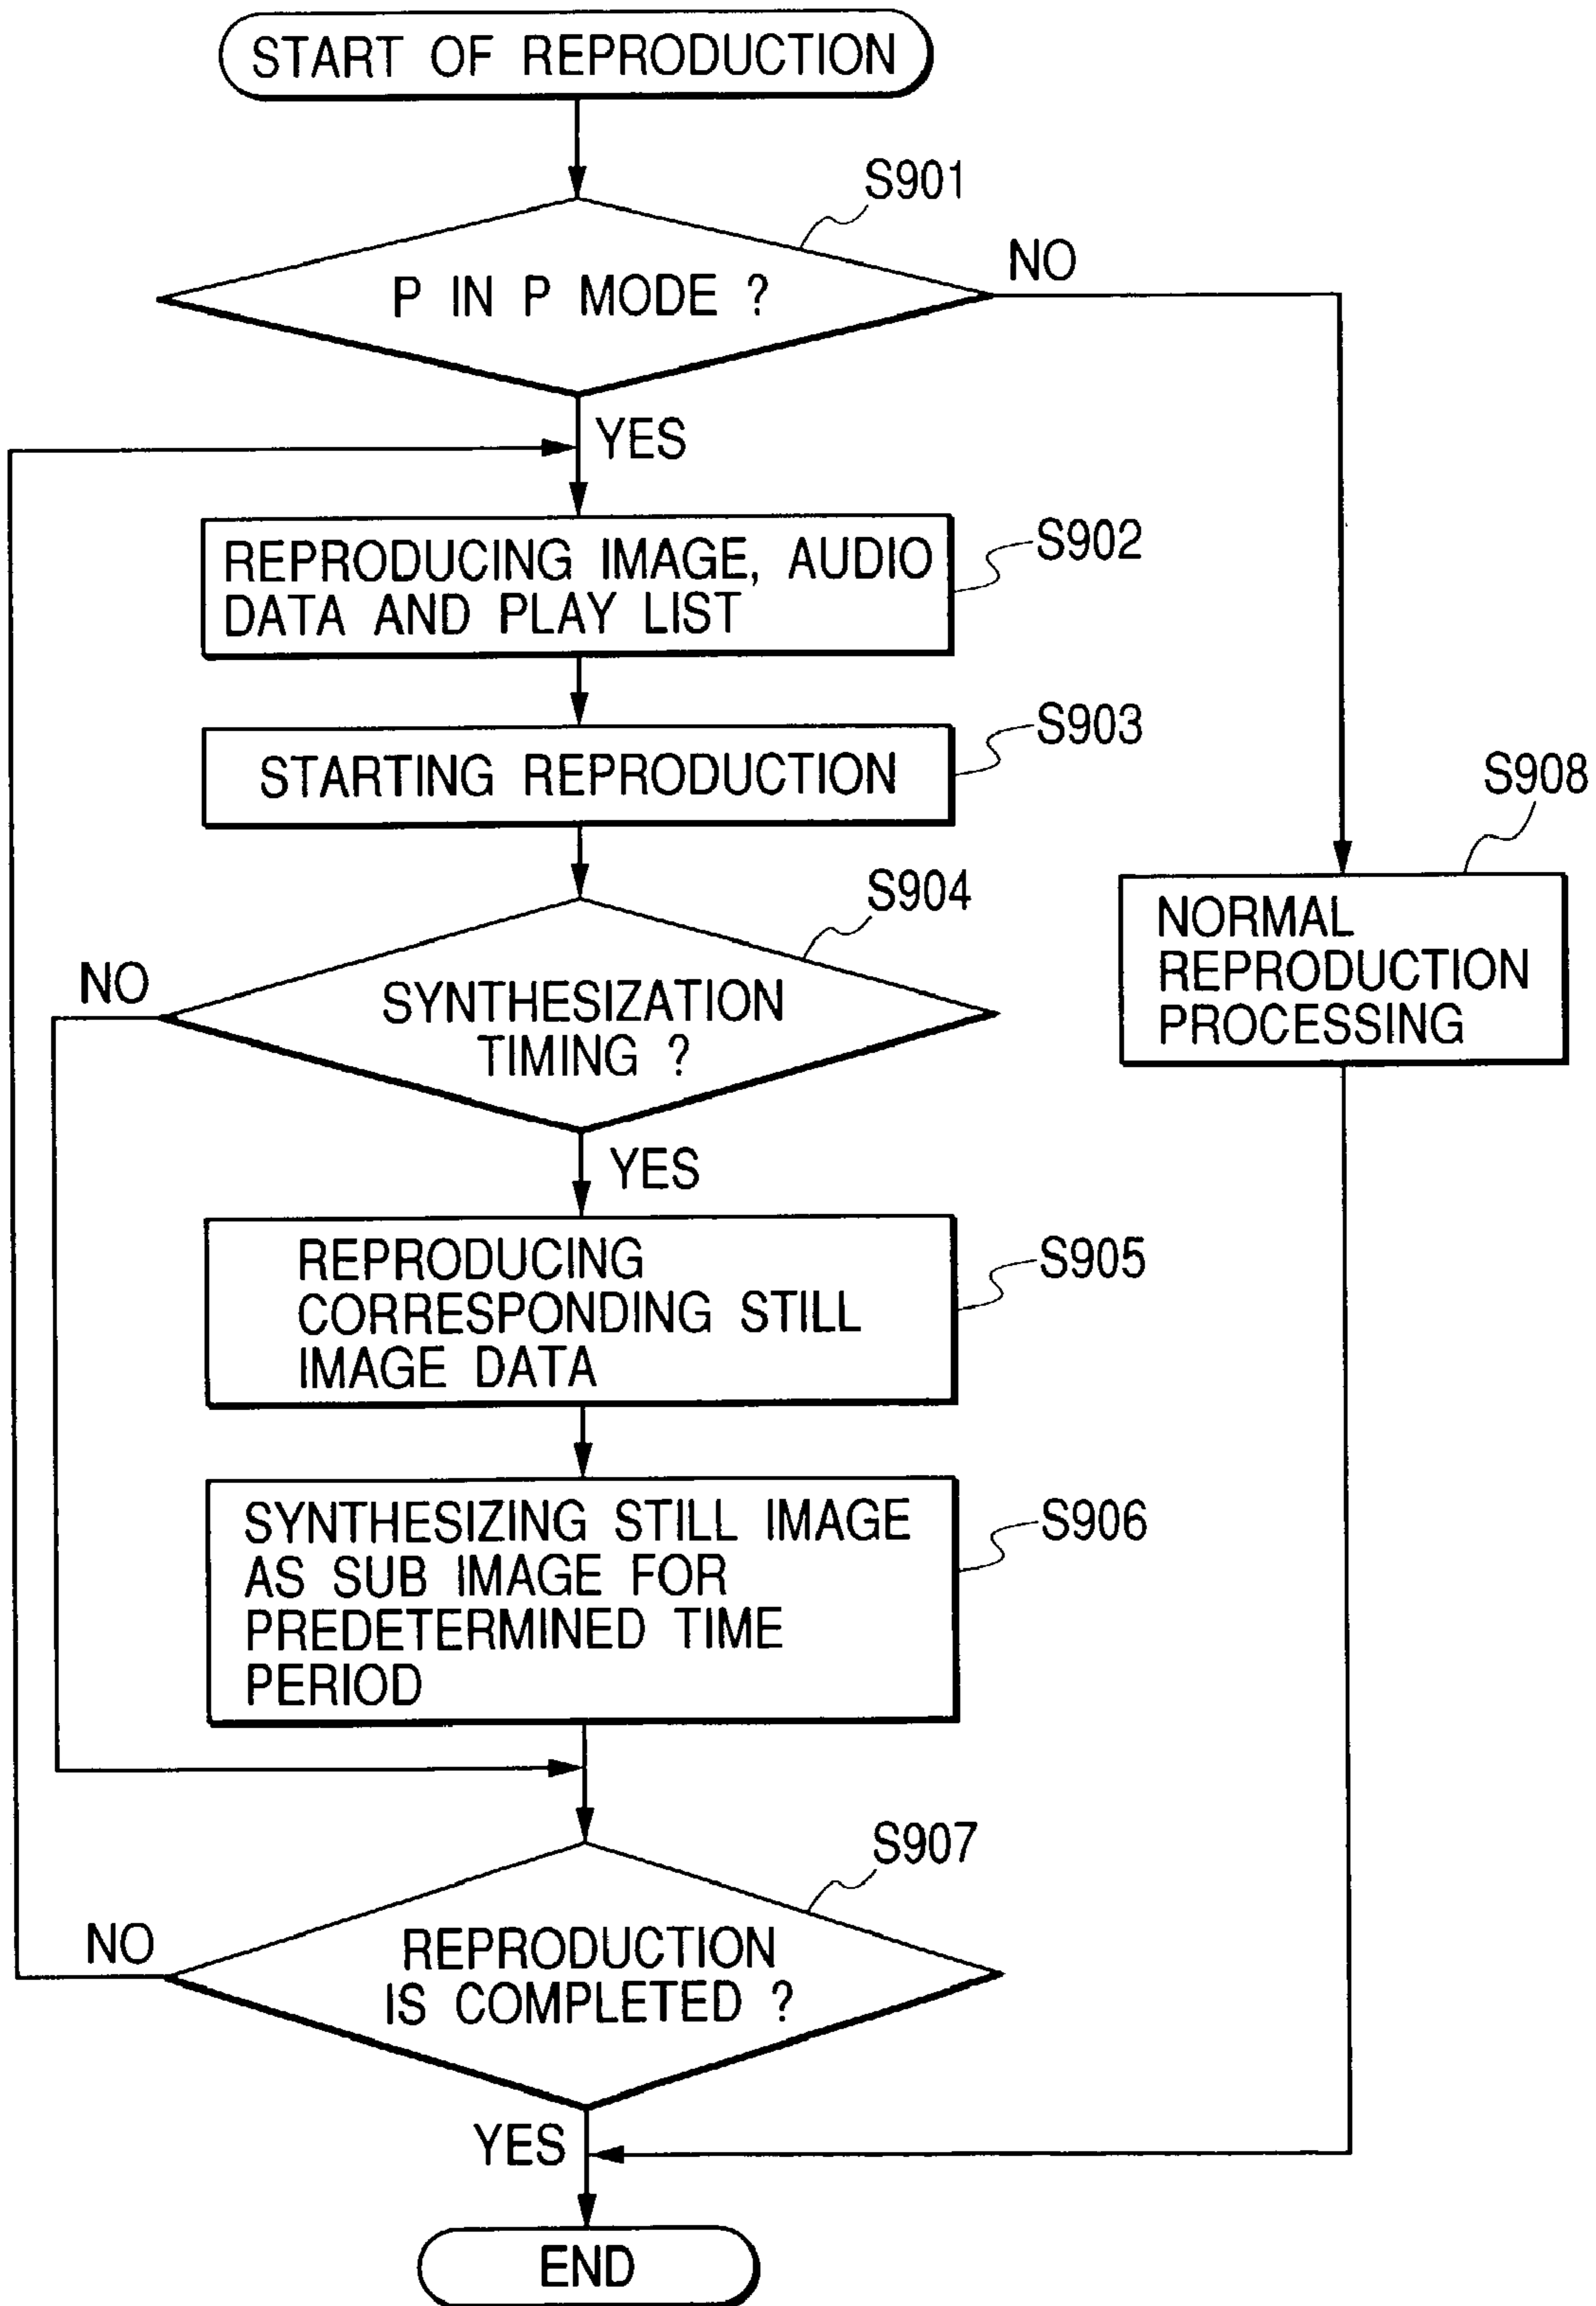 START OF REPRODUCTION
S901
P IN P MODE ?
NO
YES
REPRODUCING IMAGE, AUDIO
DATA AND PLAY LIST
S902
STARTING REPRODUCTION
S903
S908
NORMAL
REPRODUCTION
PROCESSING
S904
NO
SYNTHESIZATION
TIMING ?
YES
REPRODUCING
CORRESPONDING STILL
IMAGE DATA
S905
SYNTHESIZING STILL IMAGE
AS SUB IMAGE FOR
PREDETERMINED TIME
PERIOD
S906
S907
NO
REPRODUCTION
IS COMPLETED ?
YES
END